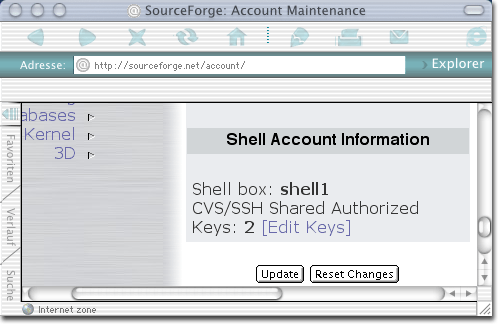 @ SourceForge: Account Maintenance
Adresse: @ http://sourceforge.net/account/ › Explorer
abases
Kernel
3D
Favoriten
Verlauf
Suche
Shell Account Information
Shell box: shell1
CVS/SSH Shared Authorized
Keys: 2 [Edit Keys]
Update Reset Changes
Internet zone